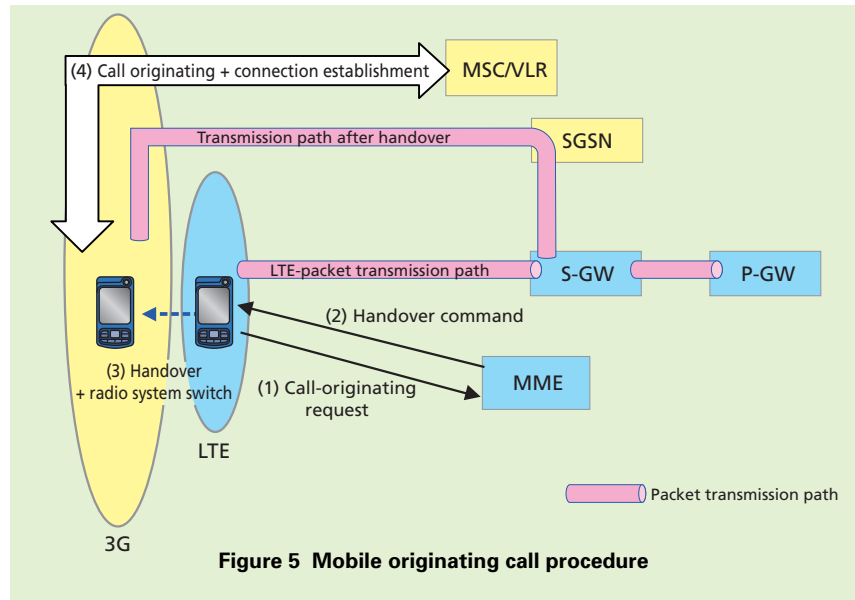 (4) Call originating + connection establishment
MSC/VLR
Transmission path after handover
SGSN
LTE-packet transmission path
S-GW
P-GW
(2) Handover command
(3) Handover
+ radio system switch
(1) Call-originating
request
MME
LTE
Packet transmission path
3G
Figure 5 Mobile originating call procedure